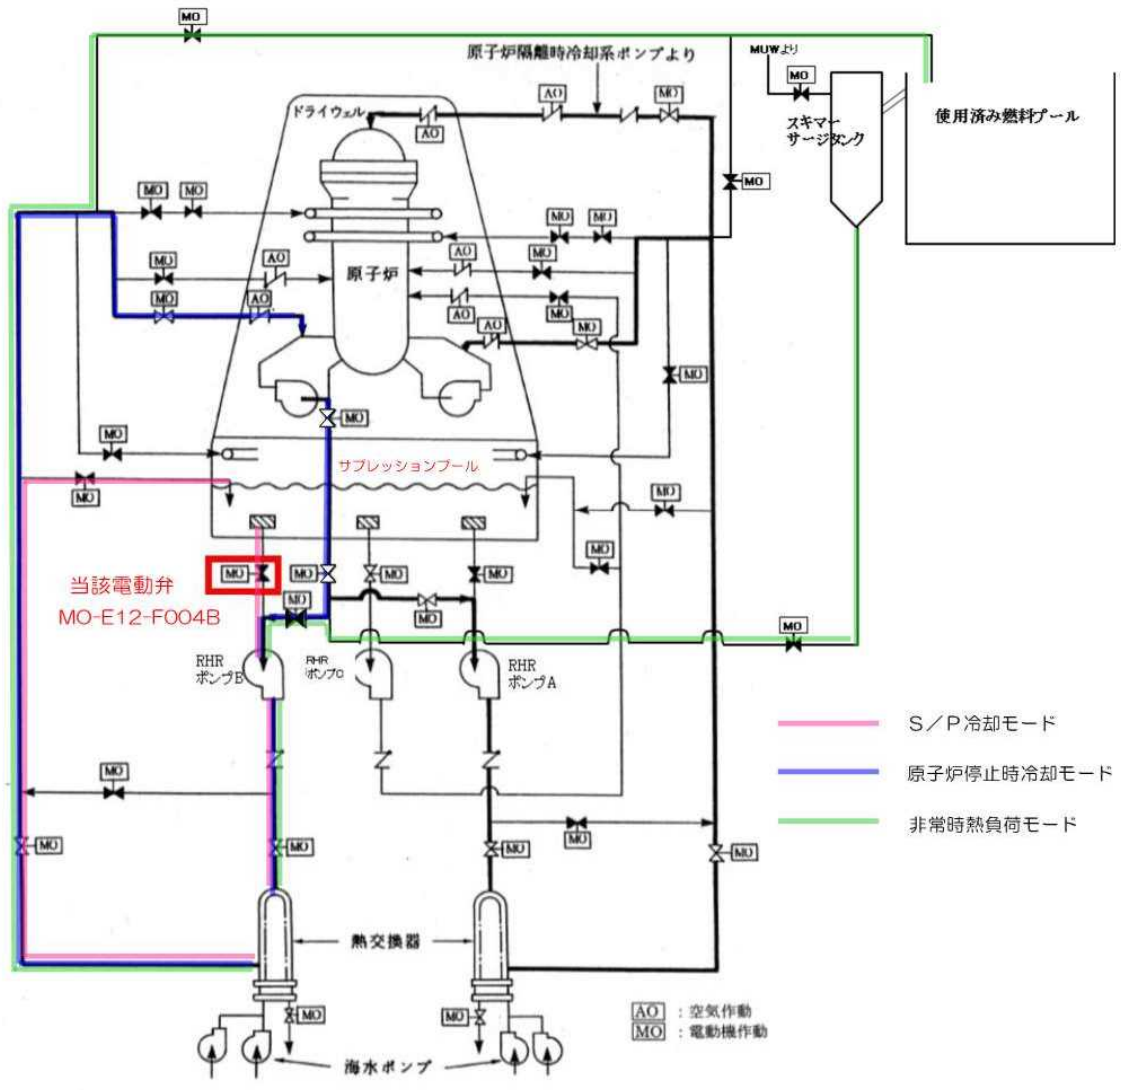 MO
原子炉隔離時冷却系ポンプより
MUWより
MO
AO
MO
ドライウェル
AO
スキマー
サージタンク
使用済み燃料プール
MO
MO
MO
MO
MO
AO
AO
MO
MO
原子炉
MO
AO
AO
MO
AO
MO
MO
MO
MO
MO
サプレッションプール
MO
MO
MO
当該電動弁
MO-E12-F004B
MO
MO
MO
MO
MO
MO
MO
MO
RHR
ポンプB
RHR
ポンプC
RHR
ポンプA
S／P冷却モード
原子炉停止時冷却モード
非常時熱負荷モード
MO
MO
MO
MO
MO
MO
熱交換器
MO
MO
海水ポンプ
AO：空気作動
MO：電動機作動